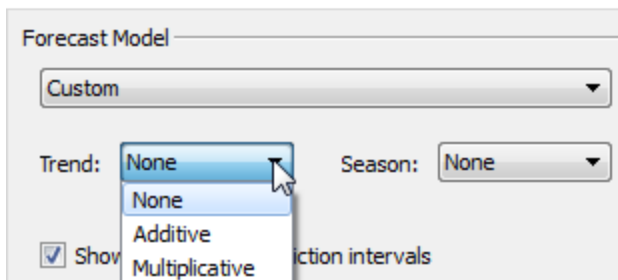 Forecast Model
Custom
Trend: None Season: None
None
Additive
Show iction intervals
Multiplicative